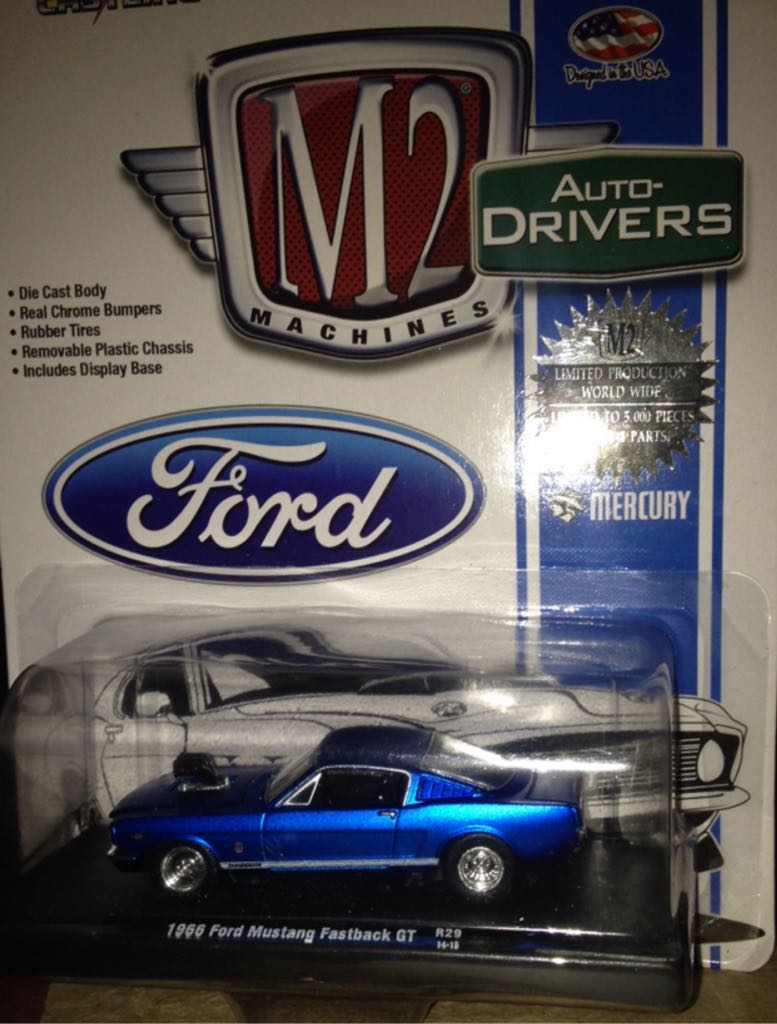 Designed in the USA
M2®
MACHINES
AUTO-
DRIVERS
• Die Cast Body
• Real Chrome Bumpers
• Rubber Tires
• Removable Plastic Chassis
• Includes Display Base
M2
LIMITED PRODUCTION
WORLD WIDE
TO 5,000 PIECES
PARTS
Ford
MERCURY
1966 Ford Mustang Fastback GT R29
14-15